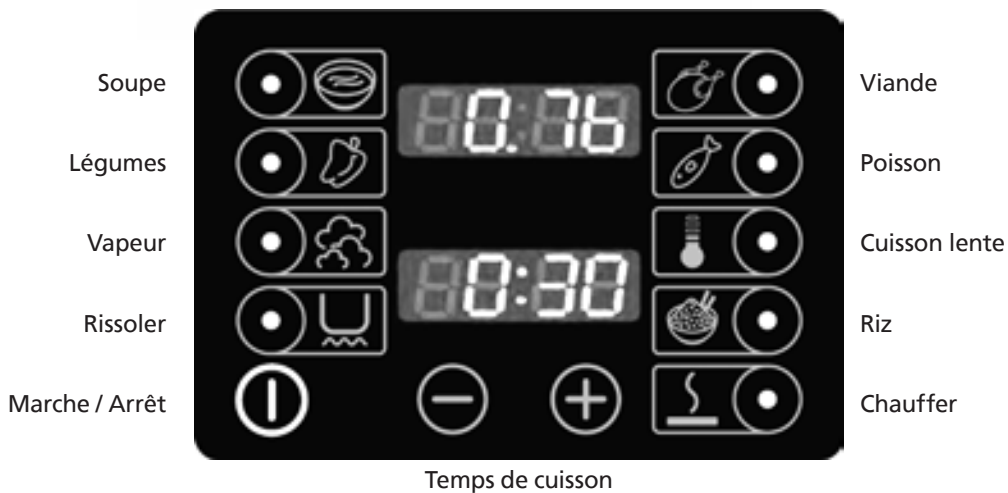 Soupe
Légumes
Vapeur
Rissoler
Marche / Arrêt
0.76
0:30
Viande
Poisson
Cuisson lente
Riz
Chauffer
Temps de cuisson